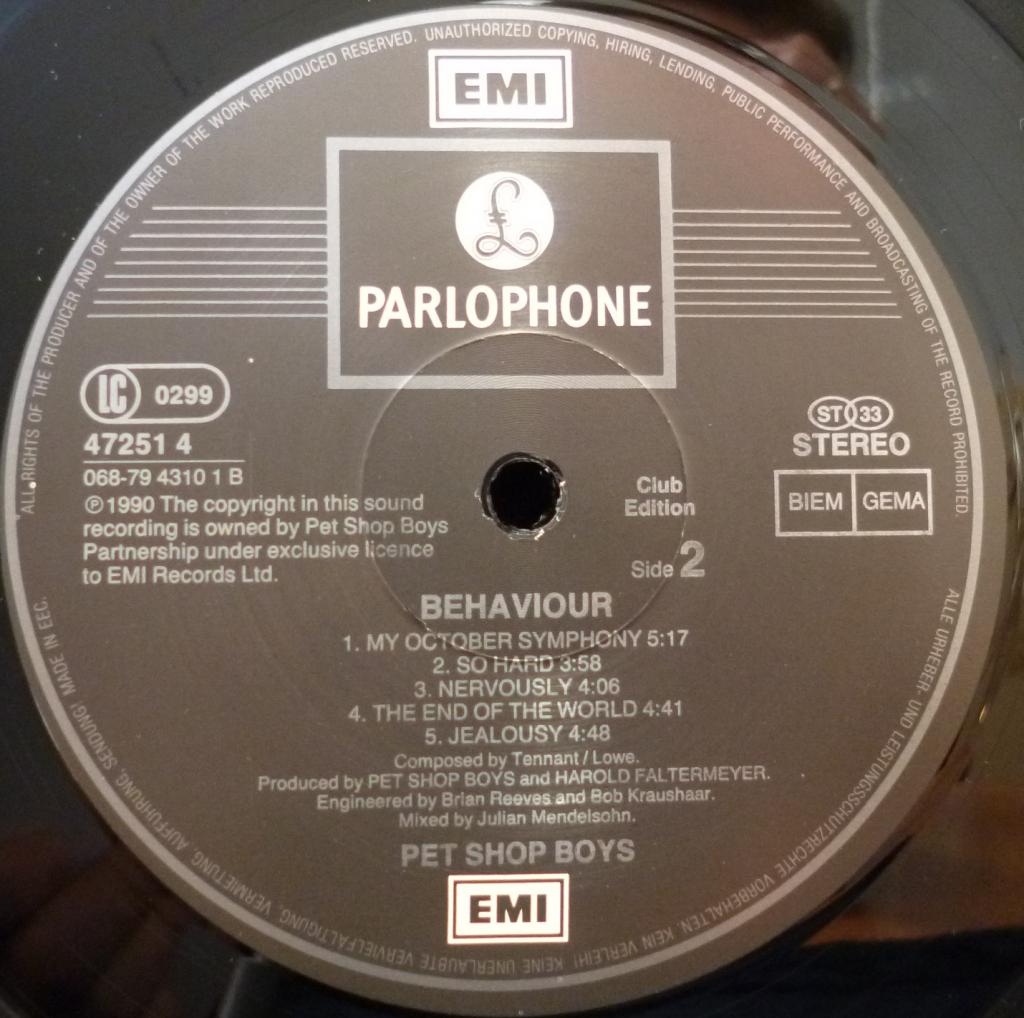 ALL RIGHTS OF THE PRODUCER AND OF THE OWNER OF THE WORK REPRODUCED RESERVED. UNAUTHORIZED COPYING, HIRING, LENDING, PUBLIC PERFORMANCE AND BROADCASTING OF THE RECORD PROHIBITED.
EMI
£
PARLOPHONE
LC 0299
47251 4
068-79 4310 1 B
℗1990 The copyright in this sound
recording is owned by Pet Shop Boys
Partnership under exclusive licence
to EMI Records Ltd.
ST 33
STEREO
BIEM GEMA
Club
Edition
Side 2
BEHAVIOUR
1. MY OCTOBER SYMPHONY 5:17
2. SO HARD 3:58
3. NERVOUSLY 4:06
4. THE END OF THE WORLD 4:41
5. JEALOUSY 4:48
Composed by Tennant/Lowe.
Produced by PET SHOP BOYS and HAROLD FALTERMEYER.
Engineered by Brian Reeves and Bob Kraushaar.
Mixed by Julian Mendelsohn.
PET SHOP BOYS
EMI
ALLE URHEBER- UND LEISTUNGSSCHUTZRECHTE VORBEHALTEN. KEIN VERLEIH! KEINE UNERLAUBTE VERVIELFÄLTIGUNG, VERMIETUNG, AUFFÜHRUNG, SENDUNG! MADE IN EEC.